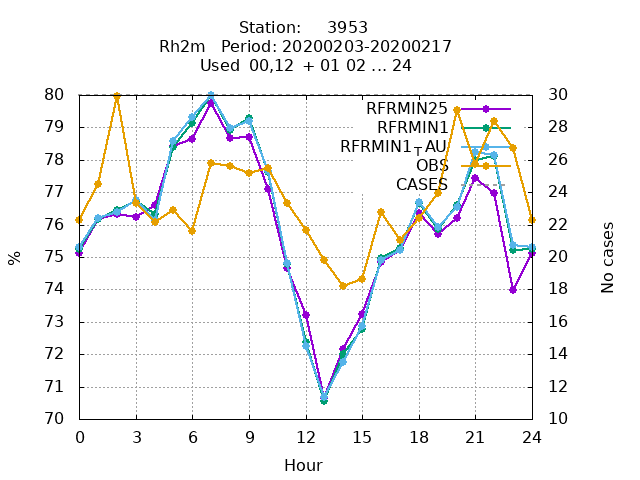 Station: 3953
Rh2m Period: 20200203-20200217
Used 00,12 + 01 02 ... 24
80 30
RFRMIN25
79 28
RFRMIN1
RFRMIN1_TAU
78 26
OBS
CASES
77 24
76 22
75 20
74 18
73 16
72 14
71 12
70 10
% No cases
0 3 6 9 12 15 18 21 24
Hour